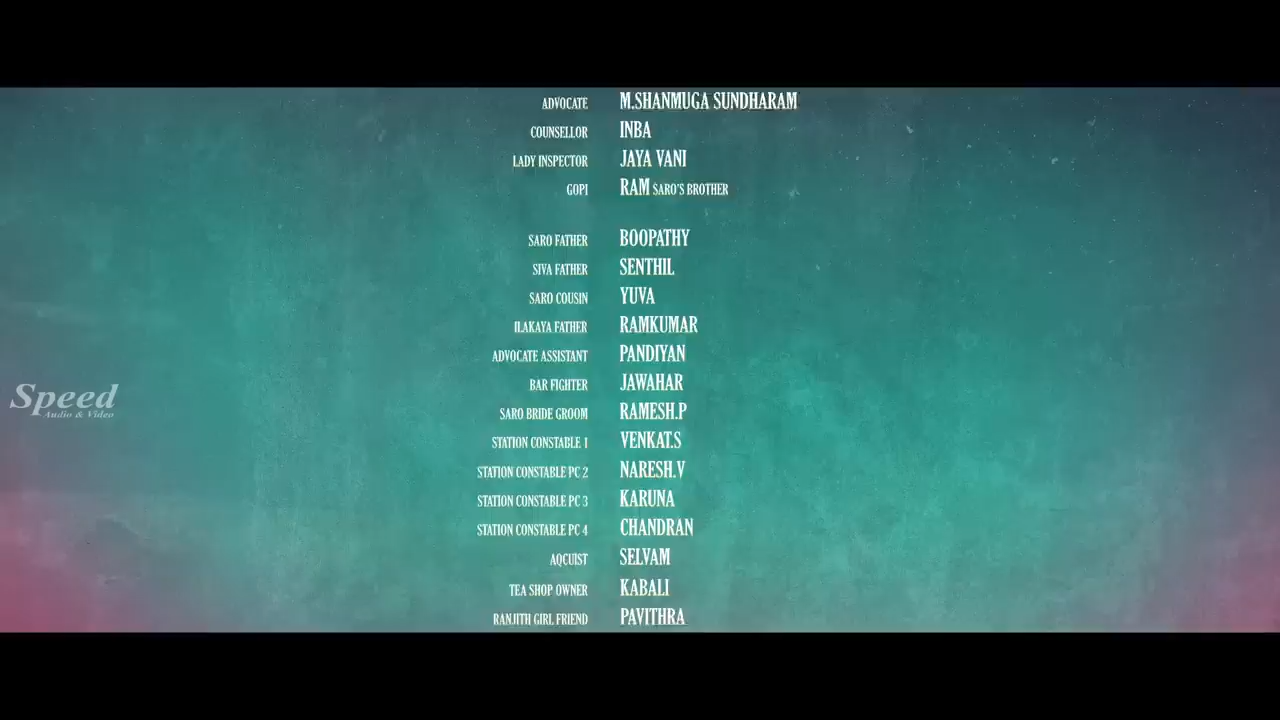 ADVOCATE M.SHANMUGA SUNDHARAM
COUNSELLOR INBA
LADY INSPECTOR JAYA VANI
GOPI RAM SARO'S BROTHER
SARO FATHER BOOPATHY
SIVA FATHER SENTHIL
SARO COUSIN YUVA
ILAKAYA FATHER RAMKUMAR
ADVOCATE ASSISTANT PANDIYAN
BAR FIGHTER JAWAHAR
SARO BRIDE GROOM RAMESH.P
STATION CONSTABLE 1 VENKAT.S
STATION CONSTABLE PC 2 NARESH.V
STATION CONSTABLE PC 3 KARUNA
STATION CONSTABLE PC 4 CHANDRAN
AQCUIST SELVAM
TEA SHOP OWNER KABALI
RANJITH GIRL FRIEND PAVITHRA
Speed
Audio & Video